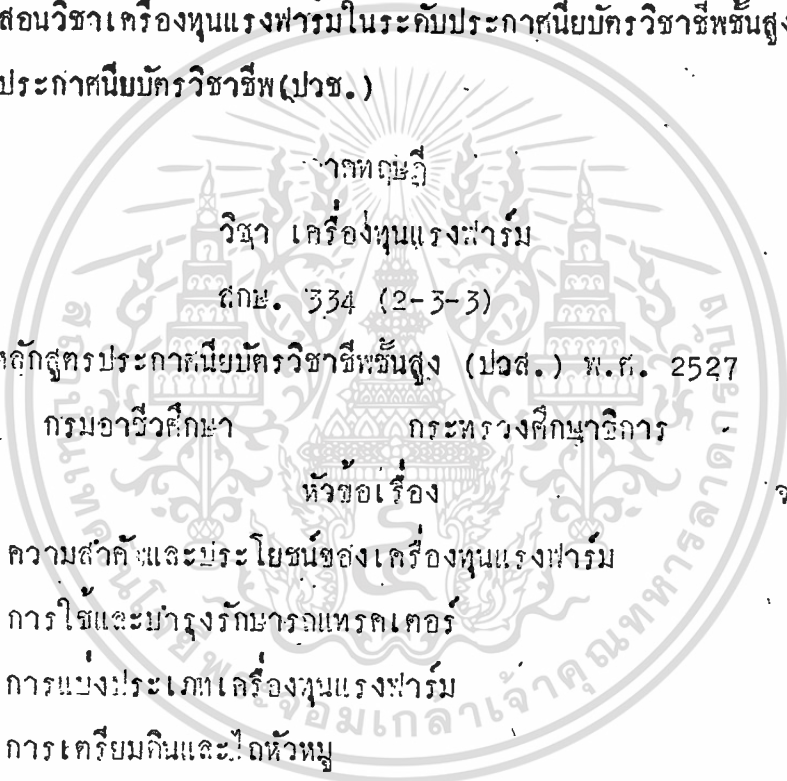 สอนวิชาเครื่องทุ่นแรงฟาร์มในระดับประกาศนียบัตรวิชาชีพชั้นสูง
ประกาศนียบัตรวิชาชีพ(ปวช.)
ภาคทฤษฎี
วิชา เครื่องทุ่นแรงฟาร์ม
สกษ. 334 (2-3-3)
หลักสูตรประกาศนียบัตรวิชาชีพชั้นสูง (ปวส.) พ.ศ. 2527
กรมอาชีวศึกษา กระทรวงศึกษาธิการ
หัวข้อเรื่อง
ความสำคัญและประโยชน์ของเครื่องทุ่นแรงฟาร์ม
การใช้และบำรุงรักษารถแทรคเตอร์
การแบ่งประเภทเครื่องทุ่นแรงฟาร์ม
การเตรียมดินและไถหัวหมู